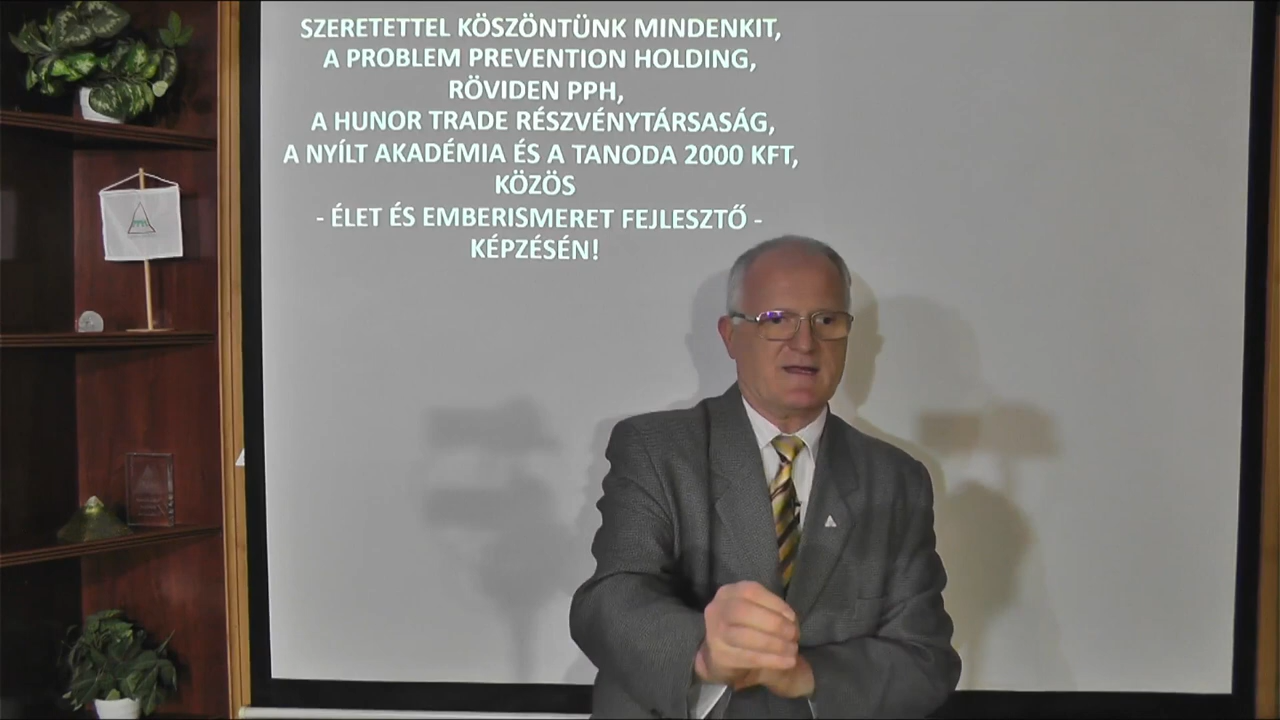 SZERETETTEL KÖSZÖNTÜNK MINDENKIT,
A PROBLEM PREVENTION HOLDING,
RÖVIDEN PPH,
A HUNOR TRADE RÉSZVÉNYTÁRSASÁG,
A NYÍLT AKADÉMIA ÉS A TANODA 2000 KFT,
KÖZÖS
- ÉLET ÉS EMBERISMERET FEJLESZTŐ -
KÉPZÉSÉN!